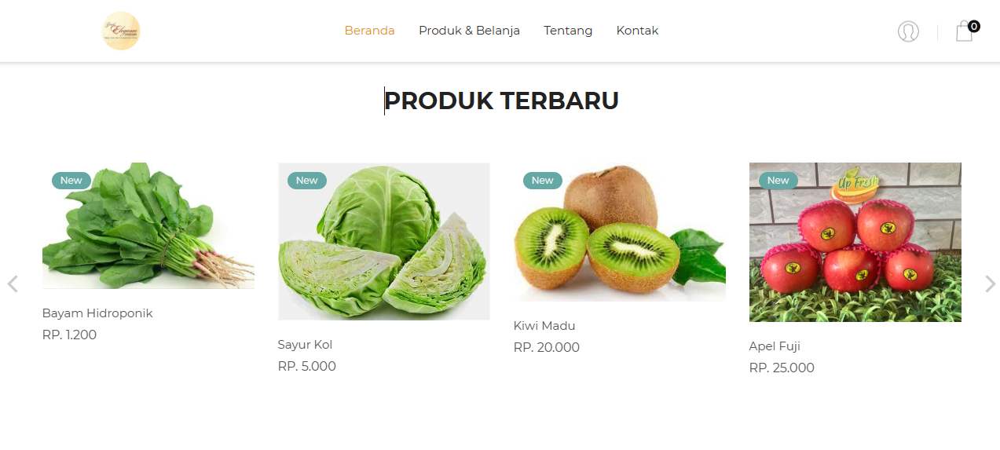 Elegance
Beranda
Produk & Belanja
Tentang
Kontak
0
PRODUK TERBARU
New
New
New
New
Up Fresh
Bayam Hidroponik
RP. 1.200
Sayur Kol
RP. 5.000
Kiwi Madu
RP. 20.000
Apel Fuji
RP. 25.000